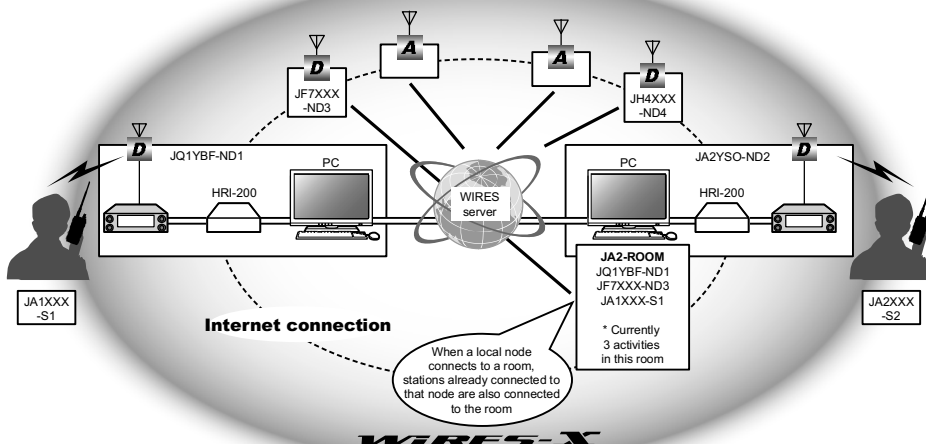 A
A
D
D
JF7XXX
-ND3
JH4XXX
-ND4
D
JQ1YBF-ND1
PC
HRI-200
WIRES
server
PC
JA2YSO-ND2
D
HRI-200
JA1XXX
-S1
JA2XXX
-S2
JA2-ROOM
JQ1YBF-ND1
JF7XXX-ND3
JA1XXX-S1
* Currently
3 activities
in this room
Internet connection
When a local node
connects to a room,
stations already connected to
that node are also connected
to the room
WiRES-X